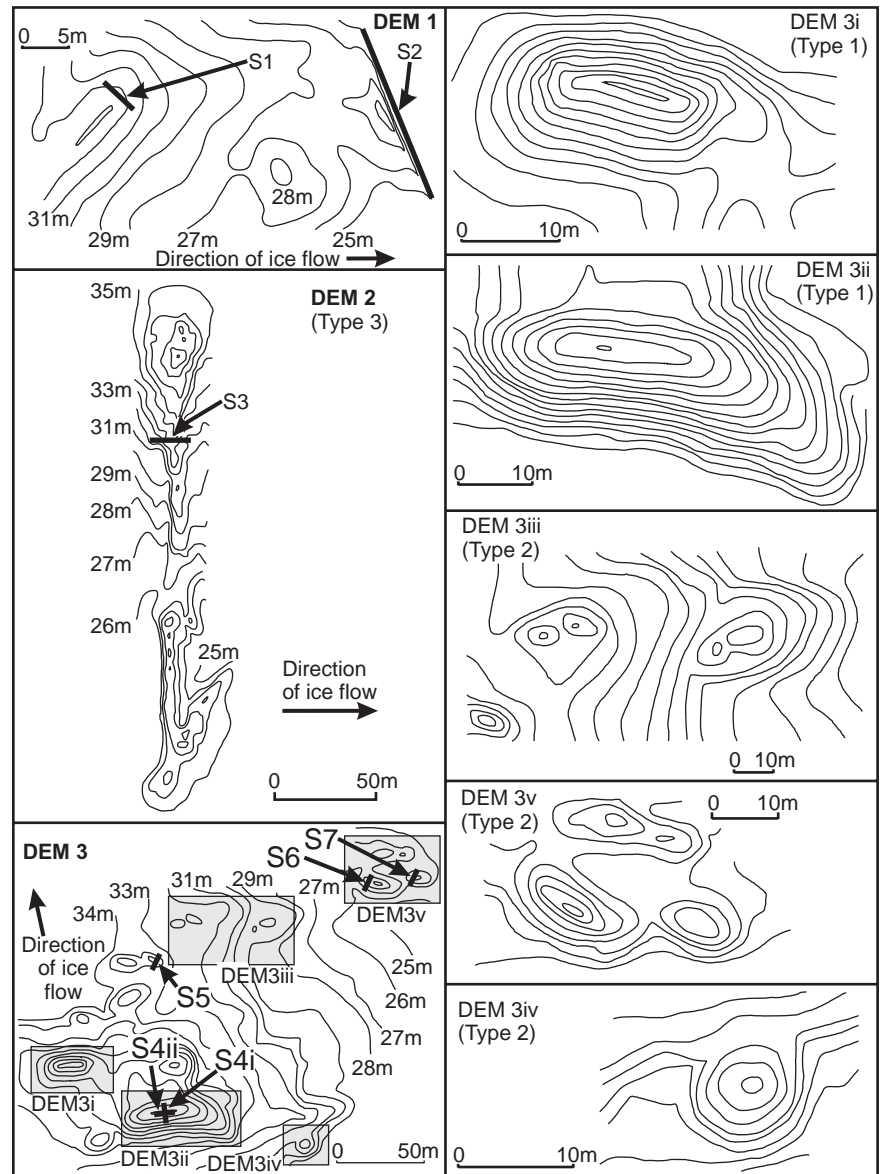 DEM 1
0 5m
S1
S2
28m
31m
29m
27m
25m
Direction of ice flow
35m
DEM 2
(Type 3)
33m
S3
31m
29m
28m
27m
26m
25m
Direction
of ice flow
0 50m
DEM 3
S7
S6
33m
31m
29m
27m
34m
DEM3v
Direction
of ice
flow
DEM3iii
25m
S5
26m
27m
S4ii
S4i
28m
DEM3i
DEM3ii
DEM3iv
0 50m
DEM 3i
(Type 1)
0 10m
DEM 3ii
(Type 1)
0 10m
DEM 3iii
(Type 2)
0 10m
DEM 3v
(Type 2)
0 10m
DEM 3iv
(Type 2)
0 10m